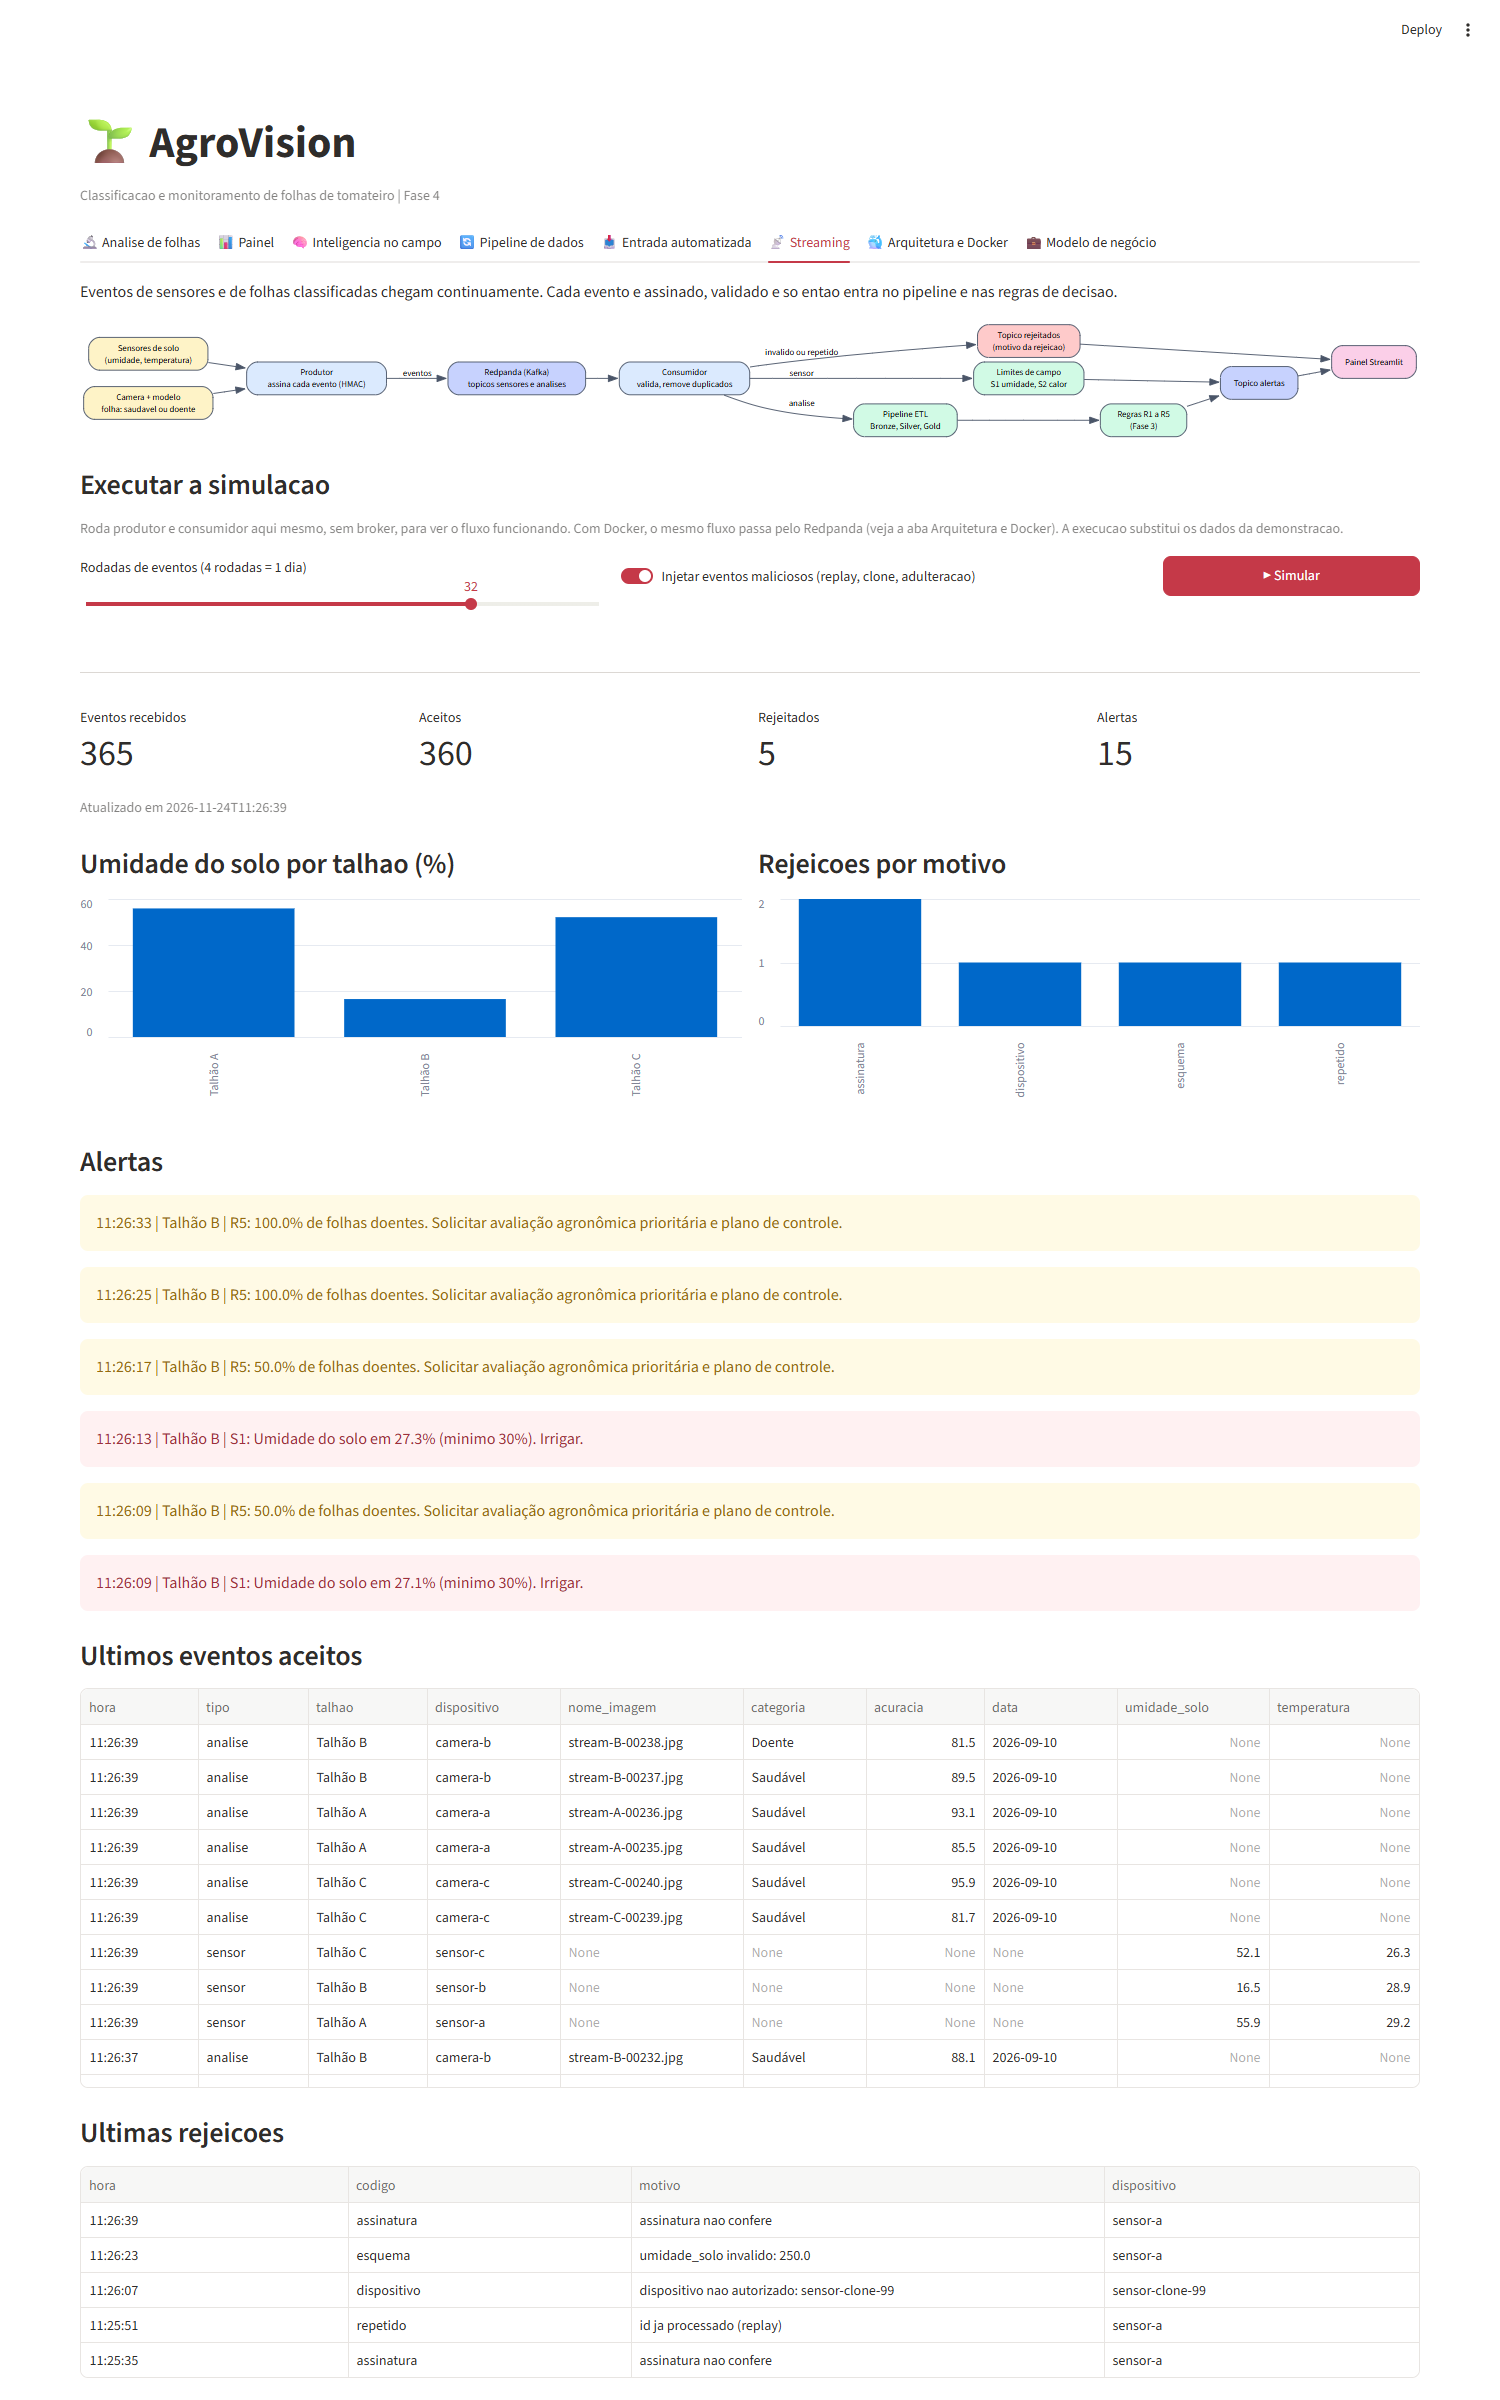 Deploy
AgroVision
Classificacao e monitoramento de folhas de tomateiro | Fase 4
Analise de folhas
Painel
Inteligencia no campo
Pipeline de dados
Entrada automatizada
Streaming
Arquitetura e Docker
Modelo de negócio
Eventos de sensores e de folhas classificadas chegam continuamente. Cada evento e assinado, validado e so entao entra no pipeline e nas regras de decisao.
Sensores de solo
(umidade, temperatura)
Camera + modelo
folha: saudavel ou doente
Produtor
assina cada evento (HMAC)
eventos
Redpanda (Kafka)
topicos sensores e analises
Consumidor
valida, remove duplicados
invalido ou repetido
sensor
analise
Topico rejeitados
(motivo da rejeicao)
Limites de campo
S1 umidade, S2 calor
Pipeline ETL
Bronze, Silver, Gold
Regras R1 a R5
(Fase 3)
Topico alertas
Painel Streamlit
Executar a simulacao
Roda produtor e consumidor aqui mesmo, sem broker, para ver o fluxo funcionando. Com Docker, o mesmo fluxo passa pelo Redpanda (veja a aba Arquitetura e Docker). A execucao substitui os dados da demonstracao.
Rodadas de eventos (4 rodadas = 1 dia)
32
Injetar eventos maliciosos (replay, clone, adulteracao)
Simular
Eventos recebidos
365
Aceitos
360
Rejeitados
5
Alertas
15
Atualizado em 2026-11-24T11:26:39
Umidade do solo por talhao (%)
60
40
20
0
Talhão A
Talhão B
Talhão C
Rejeicoes por motivo
2
1
0
assinatura
dispositivo
esquema
repetido
Alertas
11:26:33 | Talhão B | R5: 100.0% de folhas doentes. Solicitar avaliação agronômica prioritária e plano de controle.
11:26:25 | Talhão B | R5: 100.0% de folhas doentes. Solicitar avaliação agronômica prioritária e plano de controle.
11:26:17 | Talhão B | R5: 50.0% de folhas doentes. Solicitar avaliação agronômica prioritária e plano de controle.
11:26:13 | Talhão B | S1: Umidade do solo em 27.3% (minimo 30%). Irrigar.
11:26:09 | Talhão B | R5: 50.0% de folhas doentes. Solicitar avaliação agronômica prioritária e plano de controle.
11:26:09 | Talhão B | S1: Umidade do solo em 27.1% (minimo 30%). Irrigar.
Ultimos eventos aceitos
hora tipo talhao dispositivo nome_imagem categoria acuracia data umidade_solo temperatura
11:26:39 analise Talhão B camera-b stream-B-00238.jpg Doente 81.5 2026-09-10 None None
11:26:39 analise Talhão B camera-b stream-B-00237.jpg Saudável 89.5 2026-09-10 None None
11:26:39 analise Talhão A camera-a stream-A-00236.jpg Saudável 93.1 2026-09-10 None None
11:26:39 analise Talhão A camera-a stream-A-00235.jpg Saudável 85.5 2026-09-10 None None
11:26:39 analise Talhão C camera-c stream-C-00240.jpg Saudável 95.9 2026-09-10 None None
11:26:39 analise Talhão C camera-c stream-C-00239.jpg Saudável 81.7 2026-09-10 None None
11:26:39 sensor Talhão C sensor-c None None None None 52.1 26.3
11:26:39 sensor Talhão B sensor-b None None None None 16.5 28.9
11:26:39 sensor Talhão A sensor-a None None None None 55.9 29.2
11:26:37 analise Talhão B camera-b stream-B-00232.jpg Saudável 88.1 2026-09-10 None None
Ultimas rejeicoes
hora codigo motivo dispositivo
11:26:39 assinatura assinatura nao confere sensor-a
11:26:23 esquema umidade_solo invalido: 250.0 sensor-a
11:26:07 dispositivo dispositivo nao autorizado: sensor-clone-99 sensor-clone-99
11:25:51 repetido id ja processado (replay) sensor-a
11:25:35 assinatura assinatura nao confere sensor-a